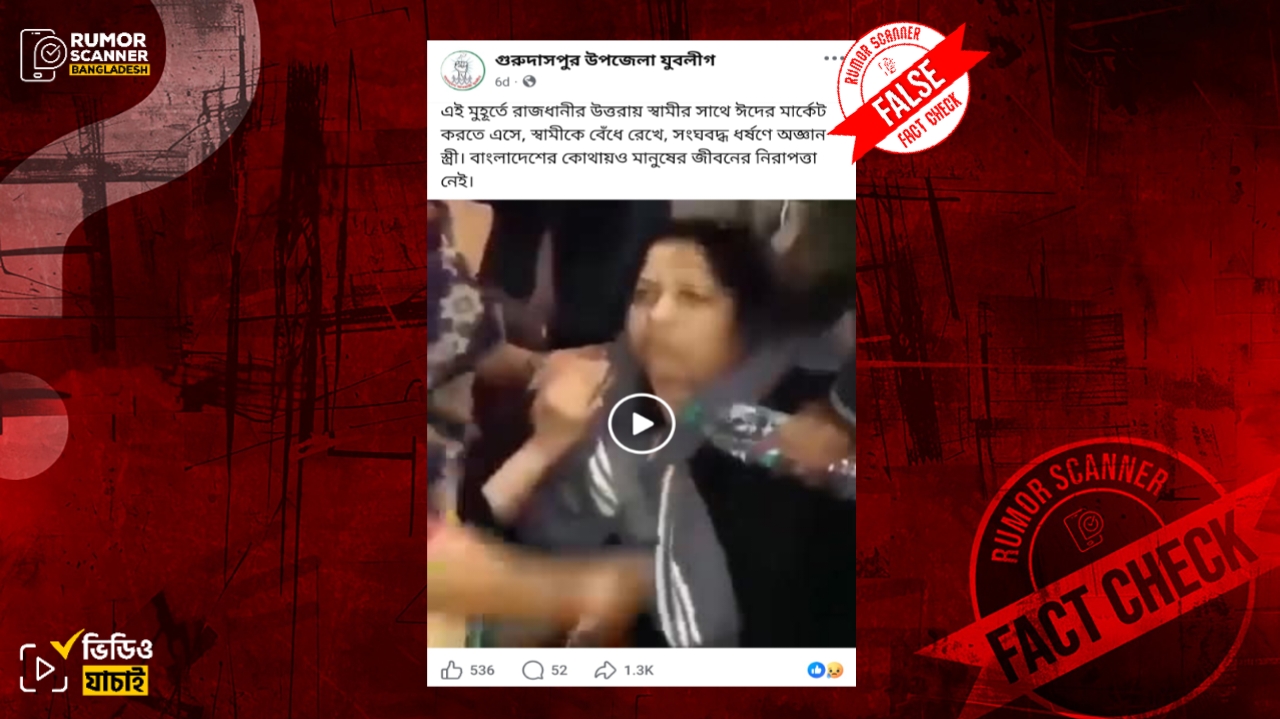 RUMOR
SCANNER
BANGLADESH
গুরুদাসপুর উপজেলা যুবলীগ
6d
এই মুহূর্তে রাজধানীর উত্তরায় স্বামীর সাথে ঈদের মার্কেট
করতে এসে, স্বামীকে বেঁধে রেখে, সংঘবদ্ধ ধর্ষণে অজ্ঞান
স্ত্রী। বাংলাদেশের কোথায়ও মানুষের জীবনের নিরাপত্তা
নেই।
RUMOR SCANNER
FALSE
FACT CHECK
536
52
1.3K
RUMOR SCANNER
FACT CHECK
ভিডিও
যাচাই